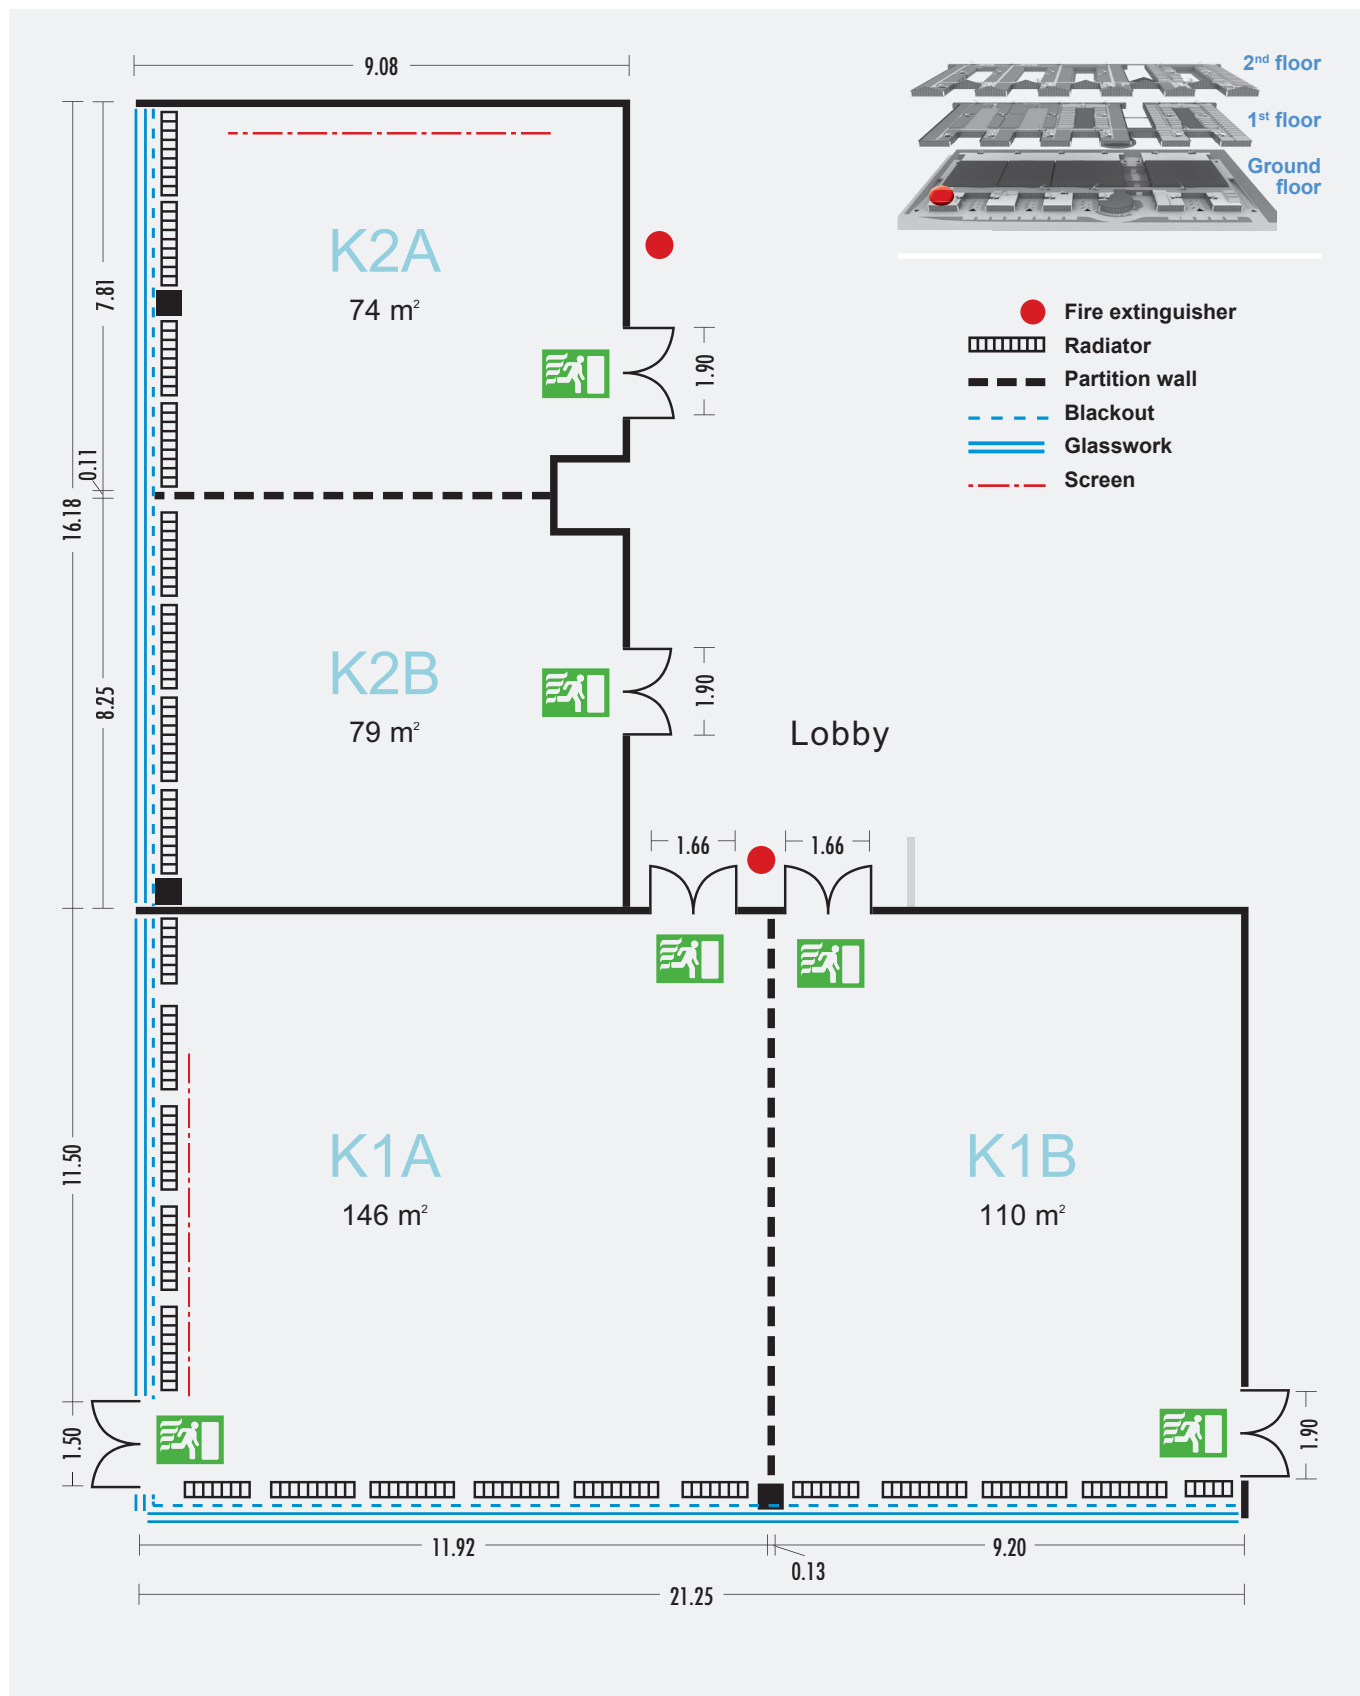 9.08
2nd floor
1st floor
Ground
floor
K2A
74 m²
7.81
1.90
Fire extinguisher
Radiator
Partition wall
Blackout
Glasswork
Screen
0.11
16.18
K2B
79 m²
8.25
1.90
Lobby
1.66
1.66
K1A
146 m²
K1B
110 m²
11.50
1.50
1.90
11.92
0.13
9.20
21.25